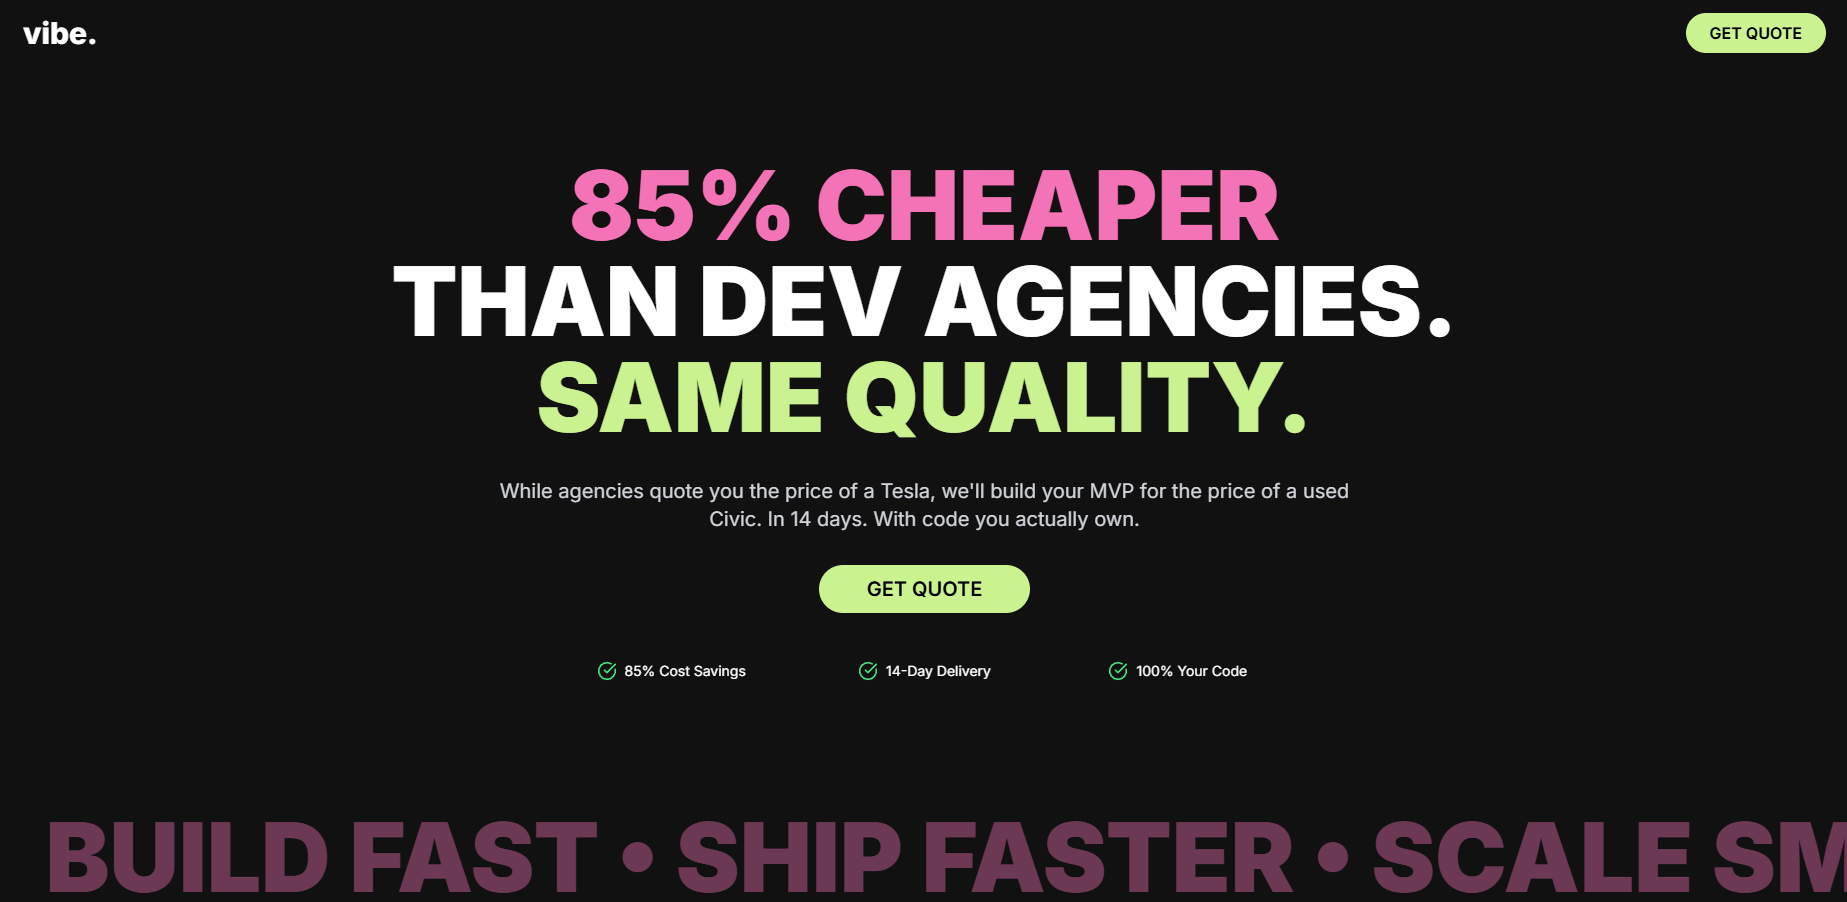 vibe.
GET QUOTE
85% CHEAPER
THAN DEV AGENCIES.
SAME QUALITY.
While agencies quote you the price of a Tesla, we'll build your MVP for the price of a used
Civic. In 14 days. With code you actually own.
GET QUOTE
85% Cost Savings
14-Day Delivery
100% Your Code
BUILD FAST • SHIP FASTER • SCALE SM